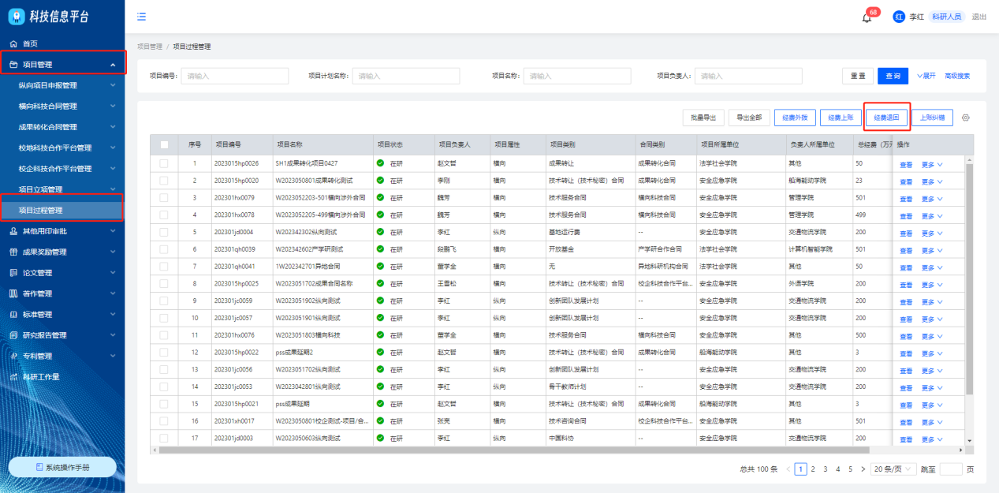 科技信息平台
68 红 李红 科研人员 退出
首页
项目管理
纵向项目申报管理
横向科技合同管理
成果转化合同管理
校地科技合作平台管理
校企科技合作平台管理
项目立项管理
项目过程管理
其他用印审批
成果奖励管理
论文管理
著作管理
标准管理
研究报告管理
专利管理
科研工作量
系统操作手册
项目管理 / 项目过程管理
项目编号: 请输入 项目计划名称: 请输入 项目名称: 请输入 项目负责人: 请输入 重置 查询 展开 高级搜索
批量导出 导出全部 经费外拨 经费上账 经费退回 上账纠错
序号 项目编号 项目名称 项目状态 项目负责人 项目属性 项目类别 合同类别 项目所属单位 负责人所属单位 总经费（万元 操作
1 2023015hp0026 SH1成果转化项目0427 在研 赵文哲 横向 成果转让 成果转化合同 法学社会学院 其他 50 查看 更多
2 2023015hp0020 W2023050801成果转化测试 在研 李刚 横向 技术转让（技术秘密）合同 成果转化合同 安全应急学院 船海能动学院 23 查看 更多
3 202301hx0079 W2023052203-501横向涉外合同 在研 魏芳 横向 技术服务合同 横向科技合同 安全应急学院 管理学院 501 查看 更多
4 202301hx0078 W2023052205-499横向涉外合同 在研 魏芳 横向 技术服务合同 横向科技合同 安全应急学院 管理学院 499 查看 更多
5 202301jd0004 W202342302纵向测试 在研 李红 纵向 基地运行费 -- 安全应急学院 交通物流学院 200 查看 更多
6 202301qh0039 W202342602产学研测试 在研 段鹏飞 横向 开放基金 产学研合作合同 法学社会学院 计算机智能学院 501 查看 更多
7 202301qh0041 1W202342701异地合同 在研 雷学金 横向 无 异地科研机构合同 法学社会学院 其他 50 查看 更多
8 2023015hp0025 W2023051702成果合同名称 在研 王雪松 横向 技术转让（技术秘密）合同 校企科技合作平台... 安全应急学院 外语学院 200 查看 更多
9 202301jc0059 W2023051902纵向测试 在研 李红 纵向 创新团队发展计划 -- 安全应急学院 交通物流学院 200 查看 更多
10 202301jc0057 W2023051901纵向测试 在研 李红 纵向 创新团队发展计划 -- 安全应急学院 交通物流学院 200 查看 更多
11 202301hx0076 W2023051803横向科技 在研 雷学金 横向 技术服务合同 横向科技合同 安全应急学院 其他 500 查看 更多
12 2023015hp0022 pss成果延期2 在研 赵文哲 横向 技术转让（技术秘密）合同 成果转化合同 船海能动学院 其他 3 查看 更多
13 202301jc0056 W2023051702纵向测试 在研 李红 纵向 创新团队发展计划 -- 安全应急学院 交通物流学院 200 查看 更多
14 202301jc0053 W2023042801纵向测试 在研 李红 纵向 骨干教师计划 -- 安全应急学院 交通物流学院 200 查看 更多
15 2023015hp0021 pss成果延期 在研 赵文哲 横向 技术转让（技术秘密）合同 成果转化合同 船海能动学院 其他 3 查看 更多
16 202301xh0017 W2023050801校企测试-项目/合... 在研 张亮 横向 技术咨询合同 校企科技合作平台... 安全应急学院 其他 501 查看 更多
17 202301jd0003 W2023050603纵向测试 在研 李红 纵向 中国科协 -- 安全应急学院 交通物流学院 200 查看 更多
总共 100 条 1 2 3 4 5 20 条/页 跳至 页